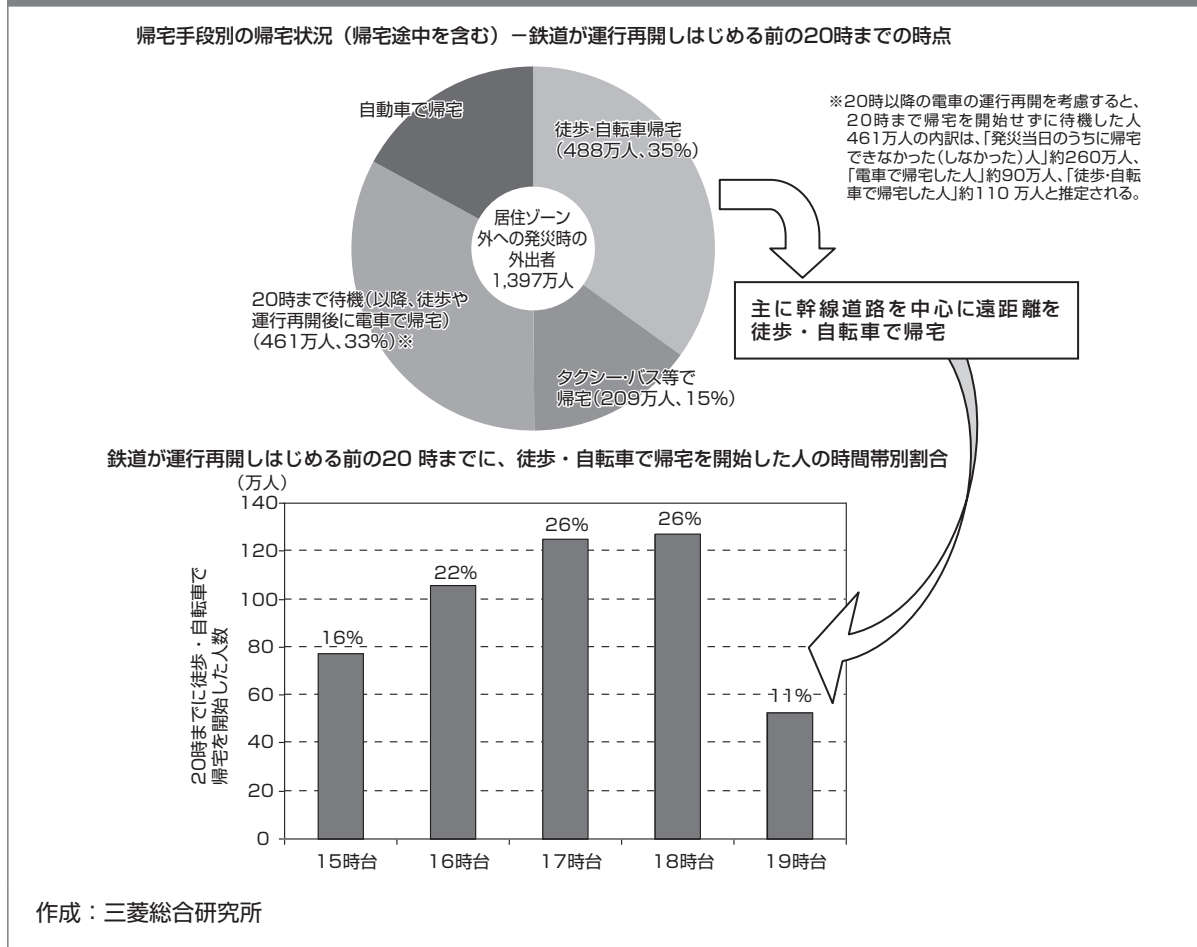 帰宅手段別の帰宅状況（帰宅途中を含む）－鉄道が運行再開しはじめる前の20時までの時点
自動車で帰宅
徒歩・自転車帰宅
(488万人、35%)
※20時以降の電車の運行再開を考慮すると、
20時まで帰宅を開始せずに待機した人
461万人の内訳は、「発災当日のうちに帰宅
できなかった(しなかった)人」約260万人、
「電車で帰宅した人」約90万人、「徒歩・自転
車で帰宅した人」約110 万人と推定される。
居住ゾーン
外への発災時の
外出者
1,397万人
20時まで待機(以降、徒歩や
運行再開後に電車で帰宅)
(461万人、33%)※
タクシー・バス等で
帰宅(209万人、15%)
主に幹線道路を中心に遠距離を
徒歩・自転車で帰宅
鉄道が運行再開しはじめる前の20 時までに、徒歩・自転車で帰宅を開始した人の時間帯別割合
(万人)
140
120
100
80
60
40
20
0
20時までに徒歩・自転車で
帰宅を開始した人数
16%
22%
26%
26%
11%
15時台
16時台
17時台
18時台
19時台
作成：三菱総合研究所